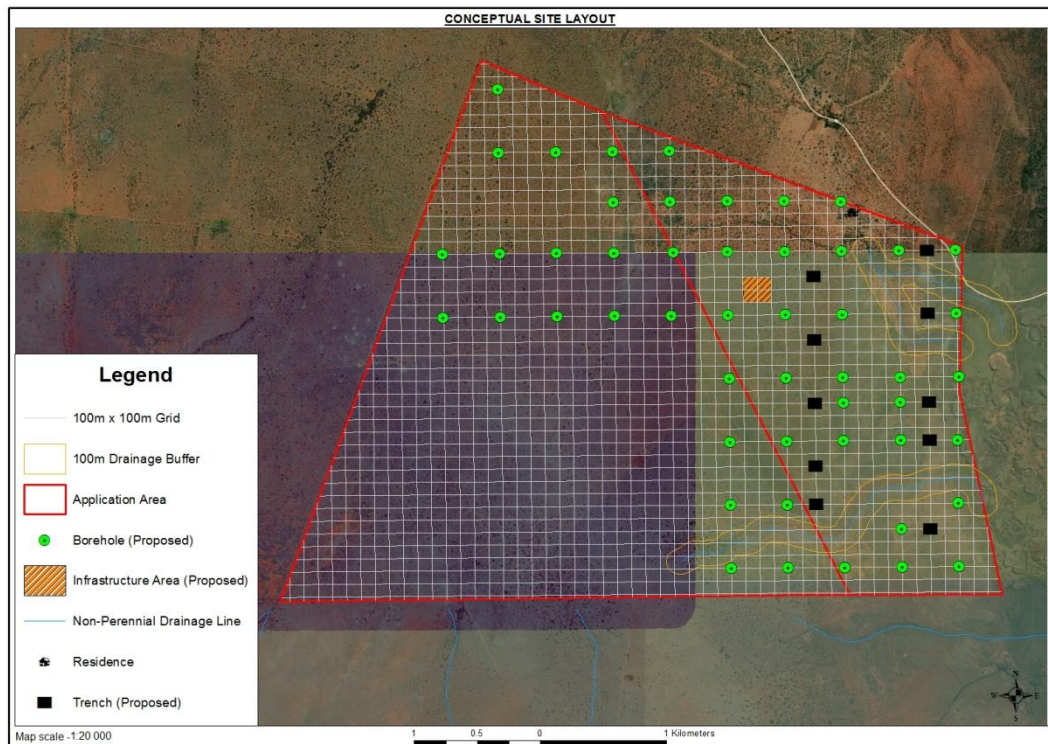 CONCEPTUAL SITE LAYOUT
Legend
100m x 100m Grid
100m Drainage Buffer
Application Area
Borehole (Proposed)
Infrastructure Area (Proposed)
Non-Perennial Drainage Line
Residence
Trench (Proposed)
Map scale -1:20 000
1 0.5 0 1 Kilometers
N
W E
S